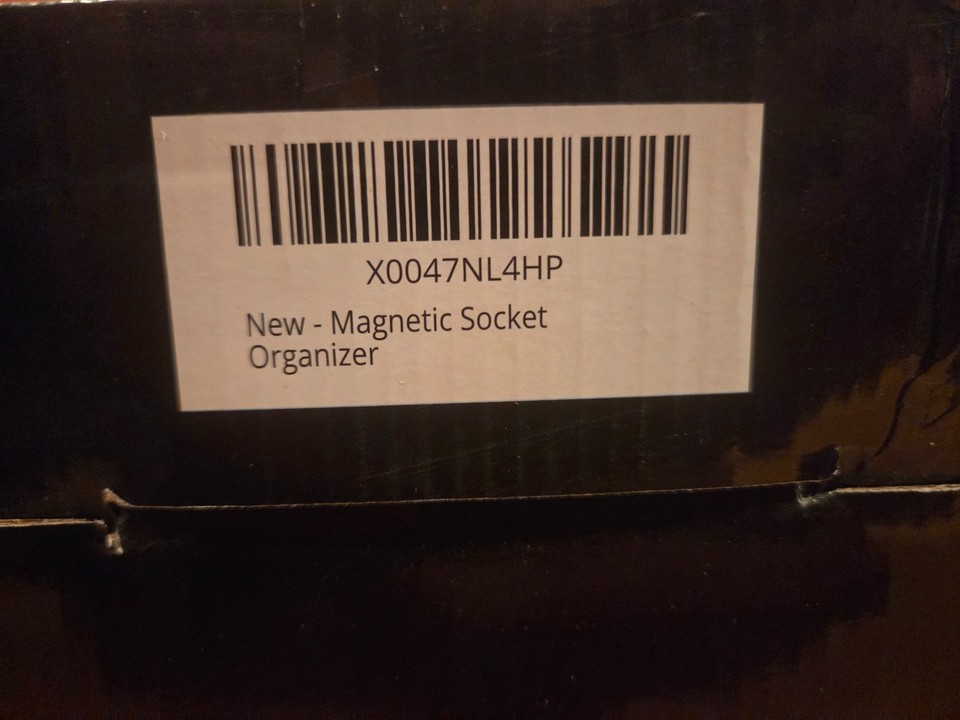 X0047NL4HP
New - Magnetic Socket
Organizer